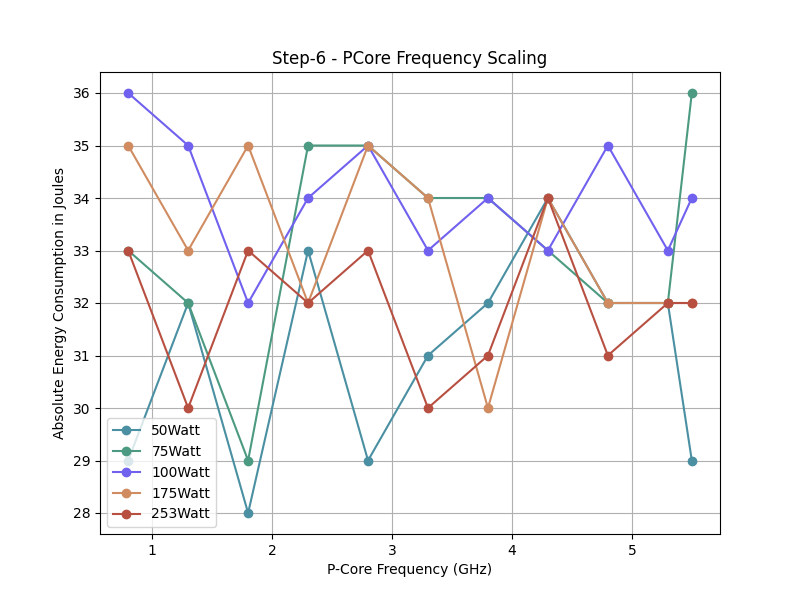 Step-6 - PCore Frequency Scaling
Absolute Energy Consumption in Joules
36
35
34
33
32
31
30
29
28
50Watt
75Watt
100Watt
175Watt
253Watt
1
2
3
4
5
P-Core Frequency (GHz)